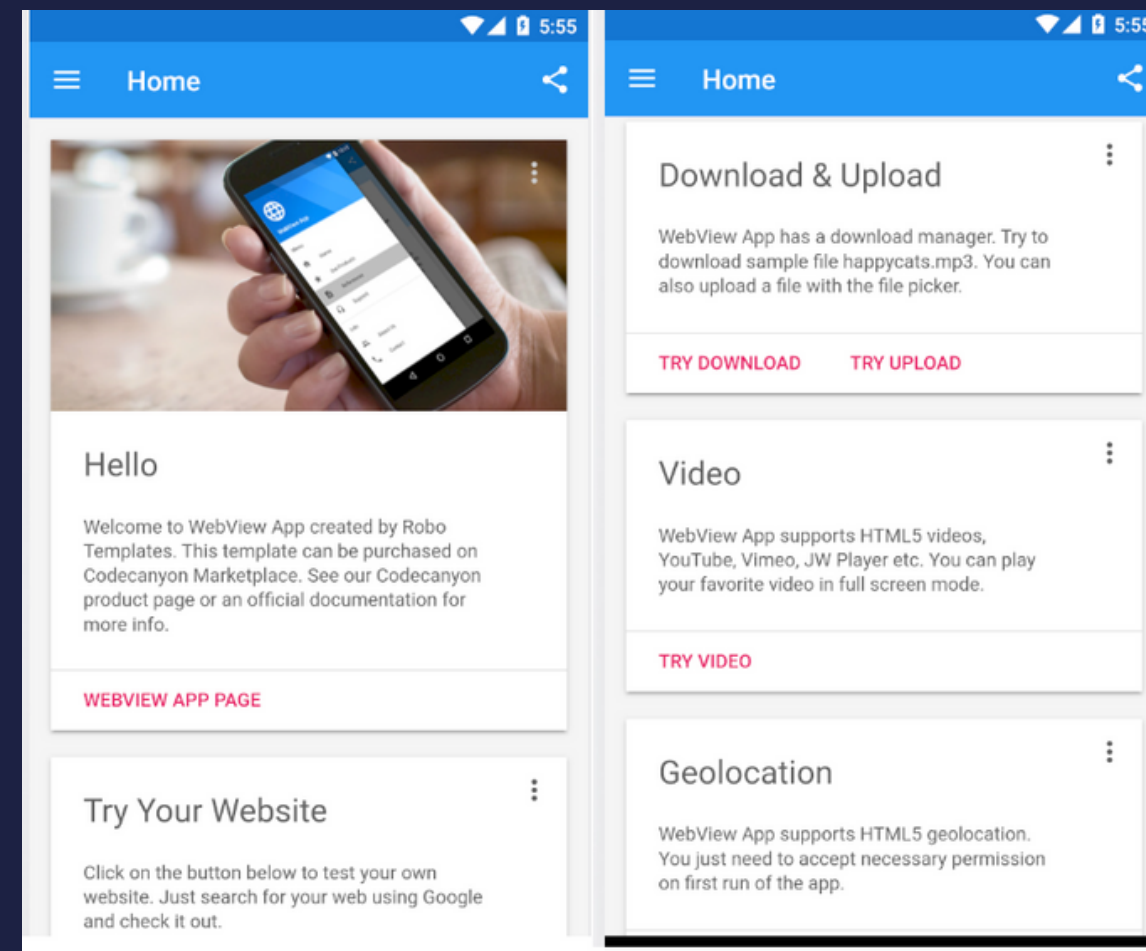 5:55
Home
WebView App
Hello
Welcome to WebView App created by Robo
Templates. This template can be purchased on
Codecanyon Marketplace. See our Codecanyon
product page or an official documentation for
more info.
WEBVIEW APP PAGE
Try Your Website
Click on the button below to test your own
website. Just search for your web using Google
and check it out.
5:55
Home
Download & Upload
WebView App has a download manager. Try to
download sample file happycats.mp3. You can
also upload a file with the file picker.
TRY DOWNLOAD TRY UPLOAD
Video
WebView App supports HTML5 videos,
YouTube, Vimeo, JW Player etc. You can play
your favorite video in full screen mode.
TRY VIDEO
Geolocation
WebView App supports HTML5 geolocation.
You just need to accept necessary permission
on first run of the app.